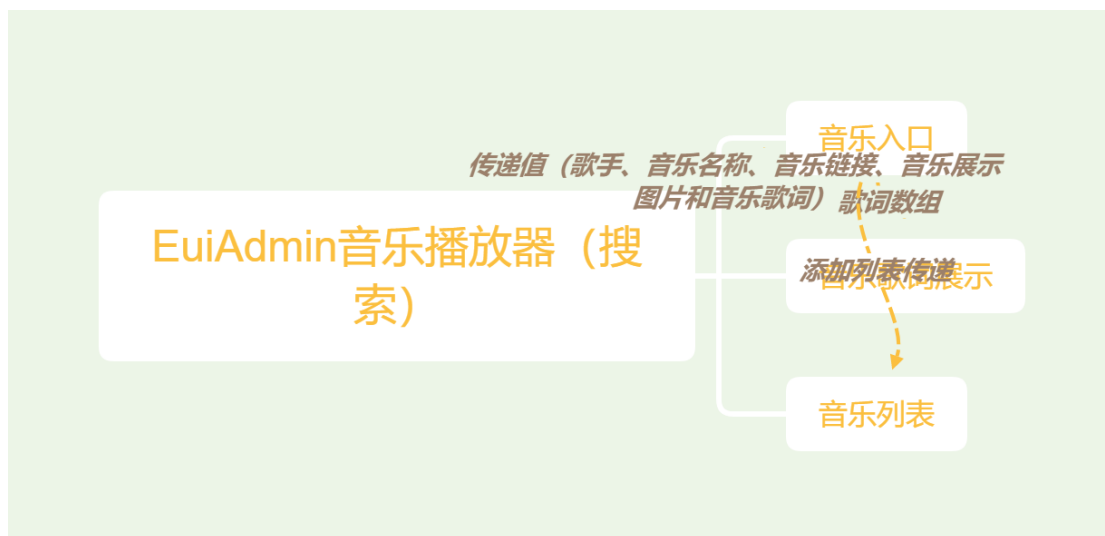 音乐入口
传递值（歌手、音乐名称、音乐链接、音乐展示
图片和音乐歌词）
歌词数组
EuiAdmin音乐播放器（搜
索）
添加列表传递
音乐歌词展示
音乐列表